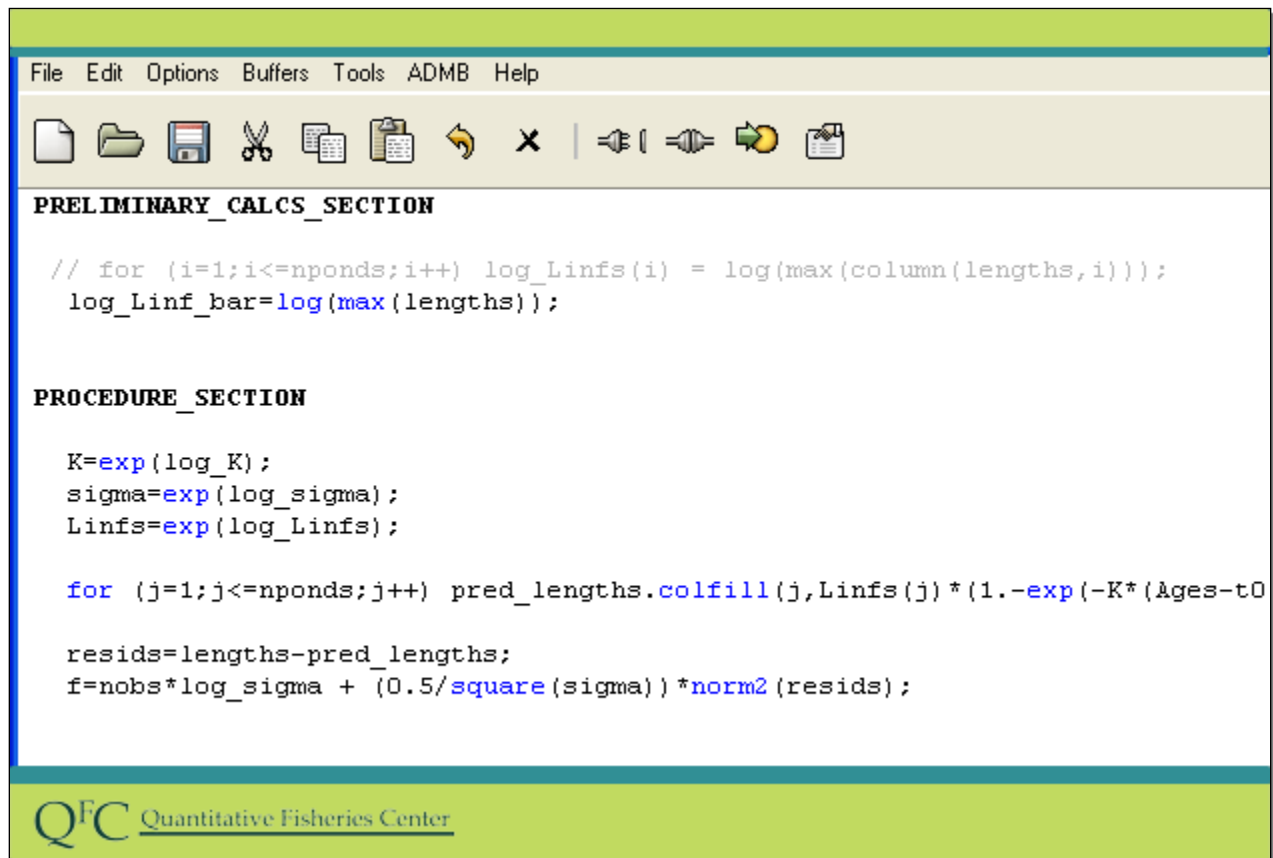 File Edit Options Buffers Tools ADMB Help
PRELIMINARY_CALCS_SECTION
// for (i=1;i<=nponds;i++) log_Linfs(i) = log(max(column(lengths,i)));
log_Linf_bar=log(max(lengths));
PROCEDURE_SECTION
K=exp(log_K);
sigma=exp(log_sigma);
Linfs=exp(log_Linfs);
for (j=1;j<=nponds;j++) pred_lengths.colfill(j,Linfs(j)*(1.-exp(-K*(Ages-t0
resids=lengths-pred_lengths;
f=nobs*log_sigma + (0.5/square(sigma))*norm2(resids);
QFC Quantitative Fisheries Center